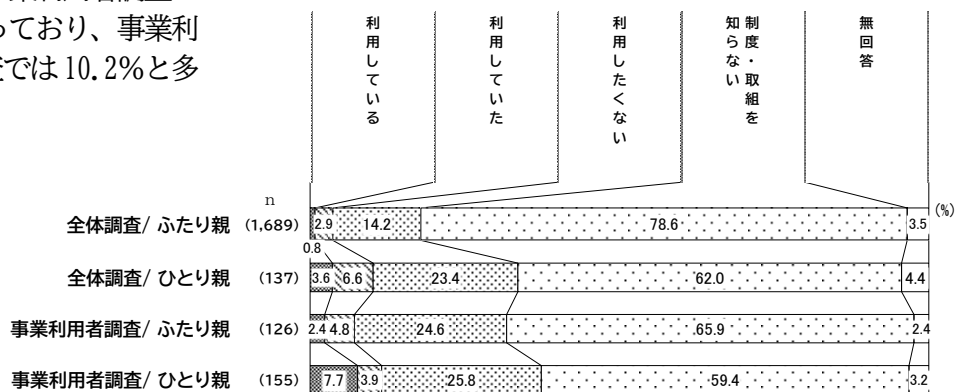 っており、事業利
では10.2%と多
利用している
利用していた
利用したくない
制度・取組を
知らない
無回答
n
(%)
全体調査/ ふたり親 (1,689) 2.9 14.2 78.6 3.5
0.8
全体調査/ ひとり親 (137) 3.6 6.6 23.4 62.0 4.4
事業利用者調査/ ふたり親 (126) 2.4 4.8 24.6 65.9 2.4
事業利用者調査/ ひとり親 (155) 7.7 3.9 25.8 59.4 3.2